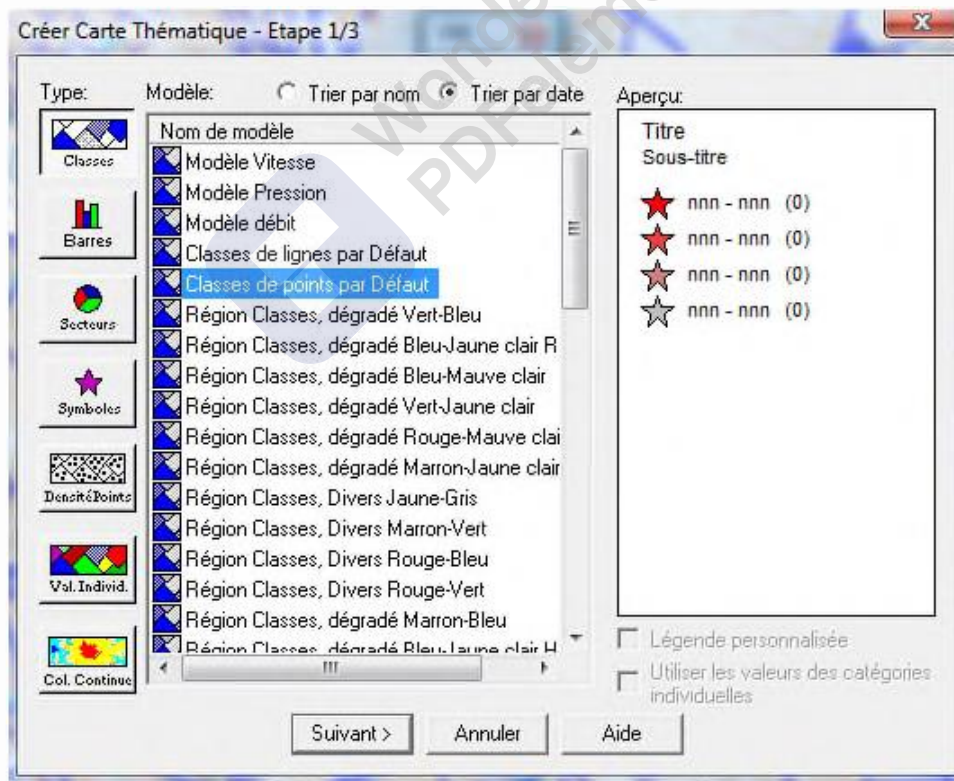 Créer Carte Thématique - Etape 1/3
Type:
Modèle:
Trier par nom
Trier par date
Aperçu:
Classes
Barres
Secteurs
Symboles
DensitéPoints
Val. Individ.
Col. Continue
Nom de modèle
Modèle Vitesse
Modèle Pression
Modèle débit
Classes de lignes par Défaut
Classes de points par Défaut
Région Classes, dégradé Vert-Bleu
Région Classes, dégradé Bleu-Jaune clair R
Région Classes, dégradé Bleu-Mauve clair
Région Classes, dégradé Vert-Jaune clair
Région Classes, dégradé Rouge-Mauve clai
Région Classes, dégradé Marron-Jaune clair
Région Classes, Divers Jaune-Gris
Région Classes, Divers Marron-Vert
Région Classes, Divers Rouge-Bleu
Région Classes, Divers Rouge-Vert
Région Classes, dégradé Marron-Bleu
Région Classes, dégradé Bleu-Jaune clair H
Titre
Sous-titre
nnn - nnn (0)
nnn - nnn (0)
nnn - nnn (0)
nnn - nnn (0)
Légende personnalisée
Utiliser les valeurs des catégories
individuelles
Suivant >
Annuler
Aide